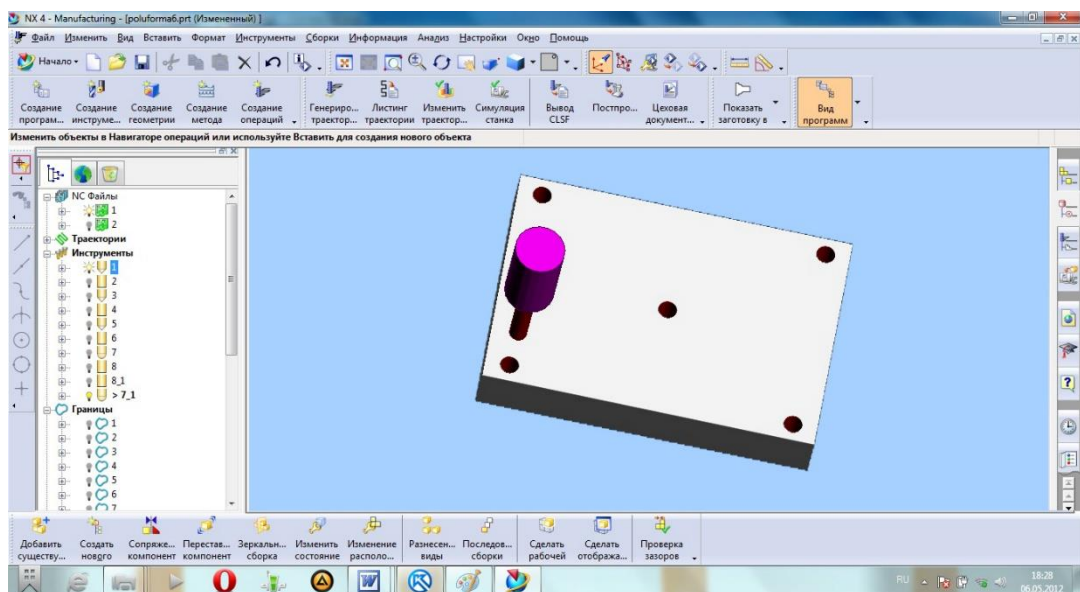 NX 4 - Manufacturing - [poluforma6.prt (Измененный) ]
Файл Изменить Вид Вставить Формат Инструменты Сборки Информация Анализ Настройки Окно Помощь
Начало
Создание програм... Создание инструме... Создание геометрии Создание метода Создание операций Генериро... траектор... Листинг траектории Изменить траектор... Симуляция станка Вывод CLSF Постпро... Цеховая документ... Показать заготовку в Вид программ
Изменить объекты в Навигаторе операций или используйте Вставить для создания нового объекта
NC Файлы
1
2
Траектории
Инструменты
1
2
3
4
5
6
7
8
8_1
> 7_1
Границы
1
2
3
4
5
6
7
Добавить существу... Создать нового Сопряже... компонент Перестав... компонент Зеркальн... сборка Изменить состояние Изменение располо... Разнесен... виды Последов... сборки Сделать рабочей Сделать отобража... Проверка зазоров
RU
18:28
06.05.2012